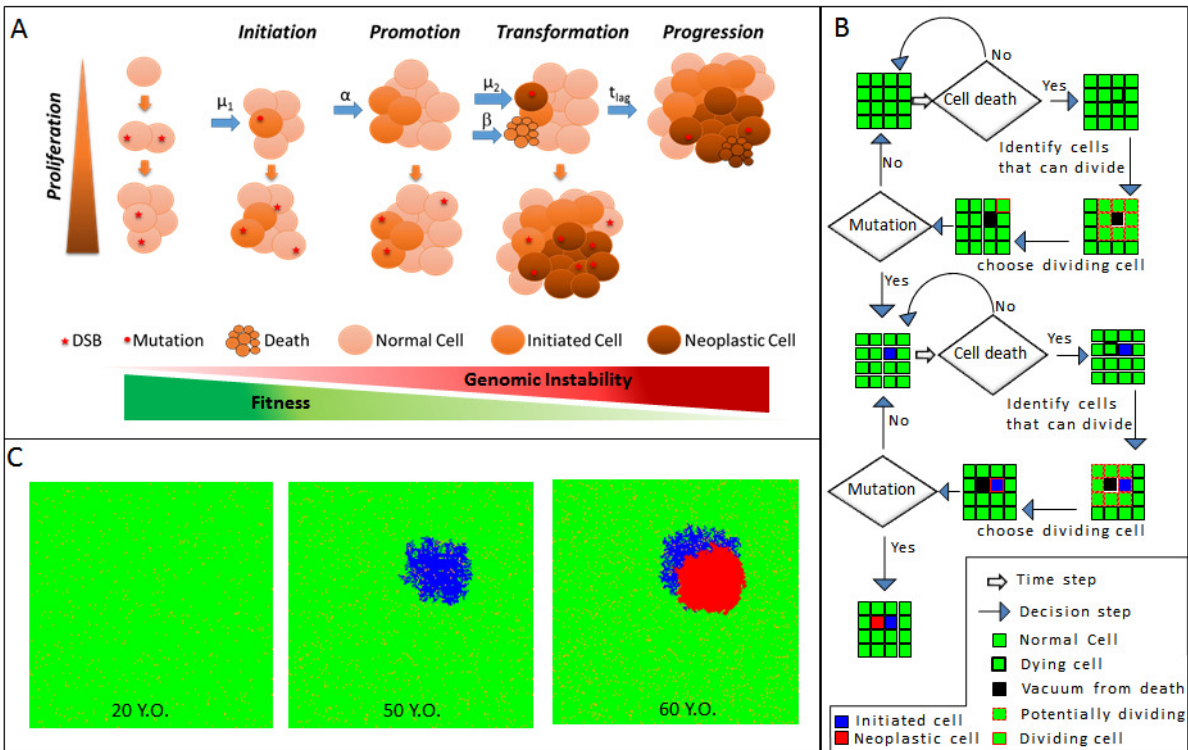 A
Initiation
Promotion
Transformation
Progression
Proliferation
μ1
α
μ2
β
tlag
DSB
Mutation
Death
Normal Cell
Initiated Cell
Neoplastic Cell
Genomic Instability
Fitness
B
No
Cell death
Yes
Identify cells
that can divide
No
Mutation
choose dividing cell
Yes
No
Cell death
Yes
Identify cells
that can divide
No
Mutation
choose dividing cell
Yes
Time step
Decision step
Normal Cell
Dying cell
Vacuum from death
Potentially dividing
Dividing cell
Initiated cell
Neoplastic cell
C
20 Y.O.
50 Y.O.
60 Y.O.